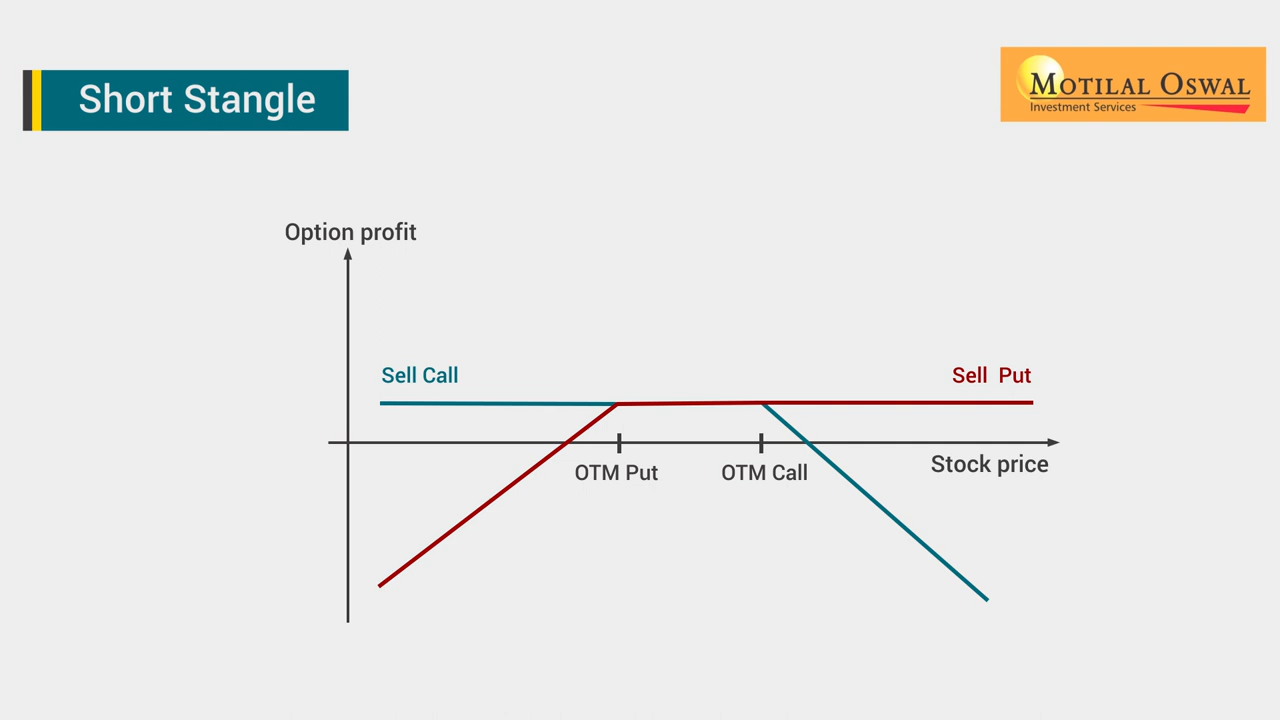 Short Stangle
MOTILAL OSWAL
Investment Services
Option profit
Sell Call
Sell Put
OTM Put
OTM Call
Stock price